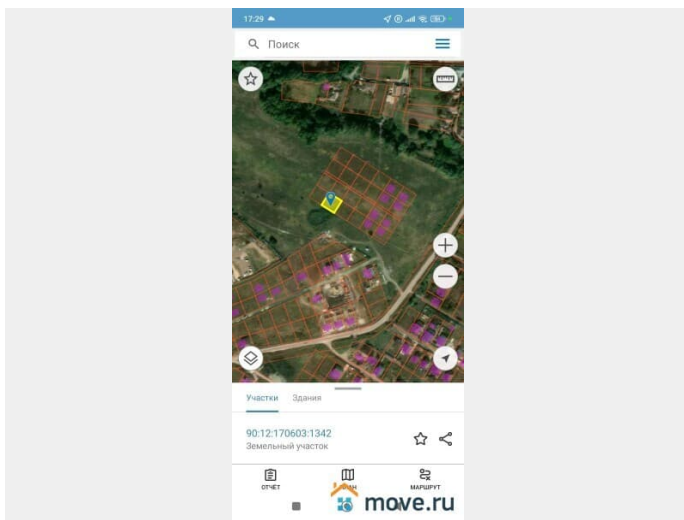 17:29
Поиск
Участки Здания
90:12:170603:1342
Земельный участок
ОТЧЁТ
МАРШРУТ
move.ru